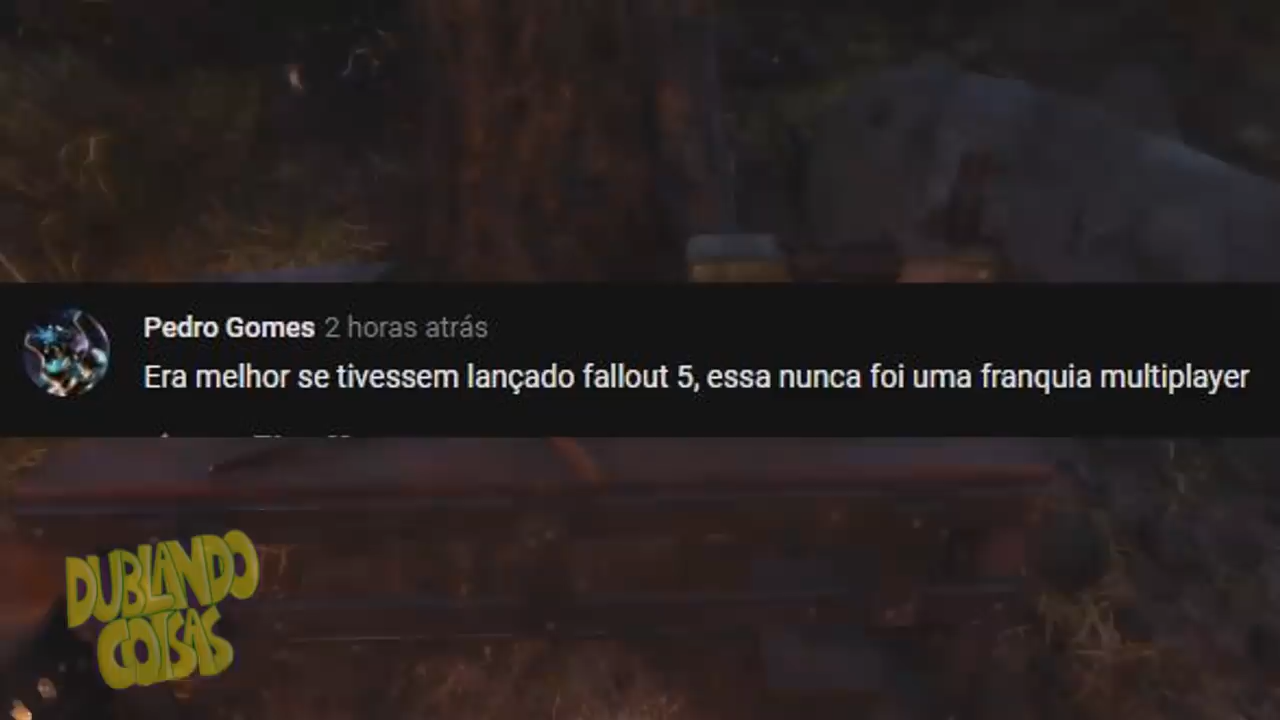 Pedro Gomes 2 horas atrás
Era melhor se tivessem lançado fallout 5, essa nunca foi uma franquia multiplayer
DUBLANDO
COISAS